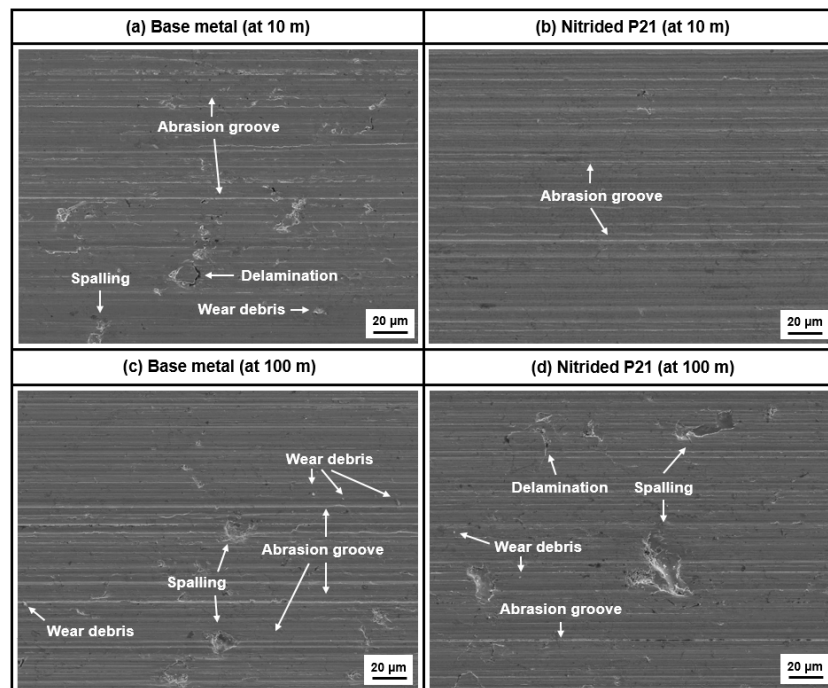 (a) Base metal (at 10 m)
Abrasion groove
Spalling
Delamination
Wear debris
20 µm
(b) Nitrided P21 (at 10 m)
Abrasion groove
20 µm
(c) Base metal (at 100 m)
Wear debris
Abrasion groove
Spalling
Wear debris
20 µm
(d) Nitrided P21 (at 100 m)
Delamination
Spalling
Wear debris
Abrasion groove
20 µm